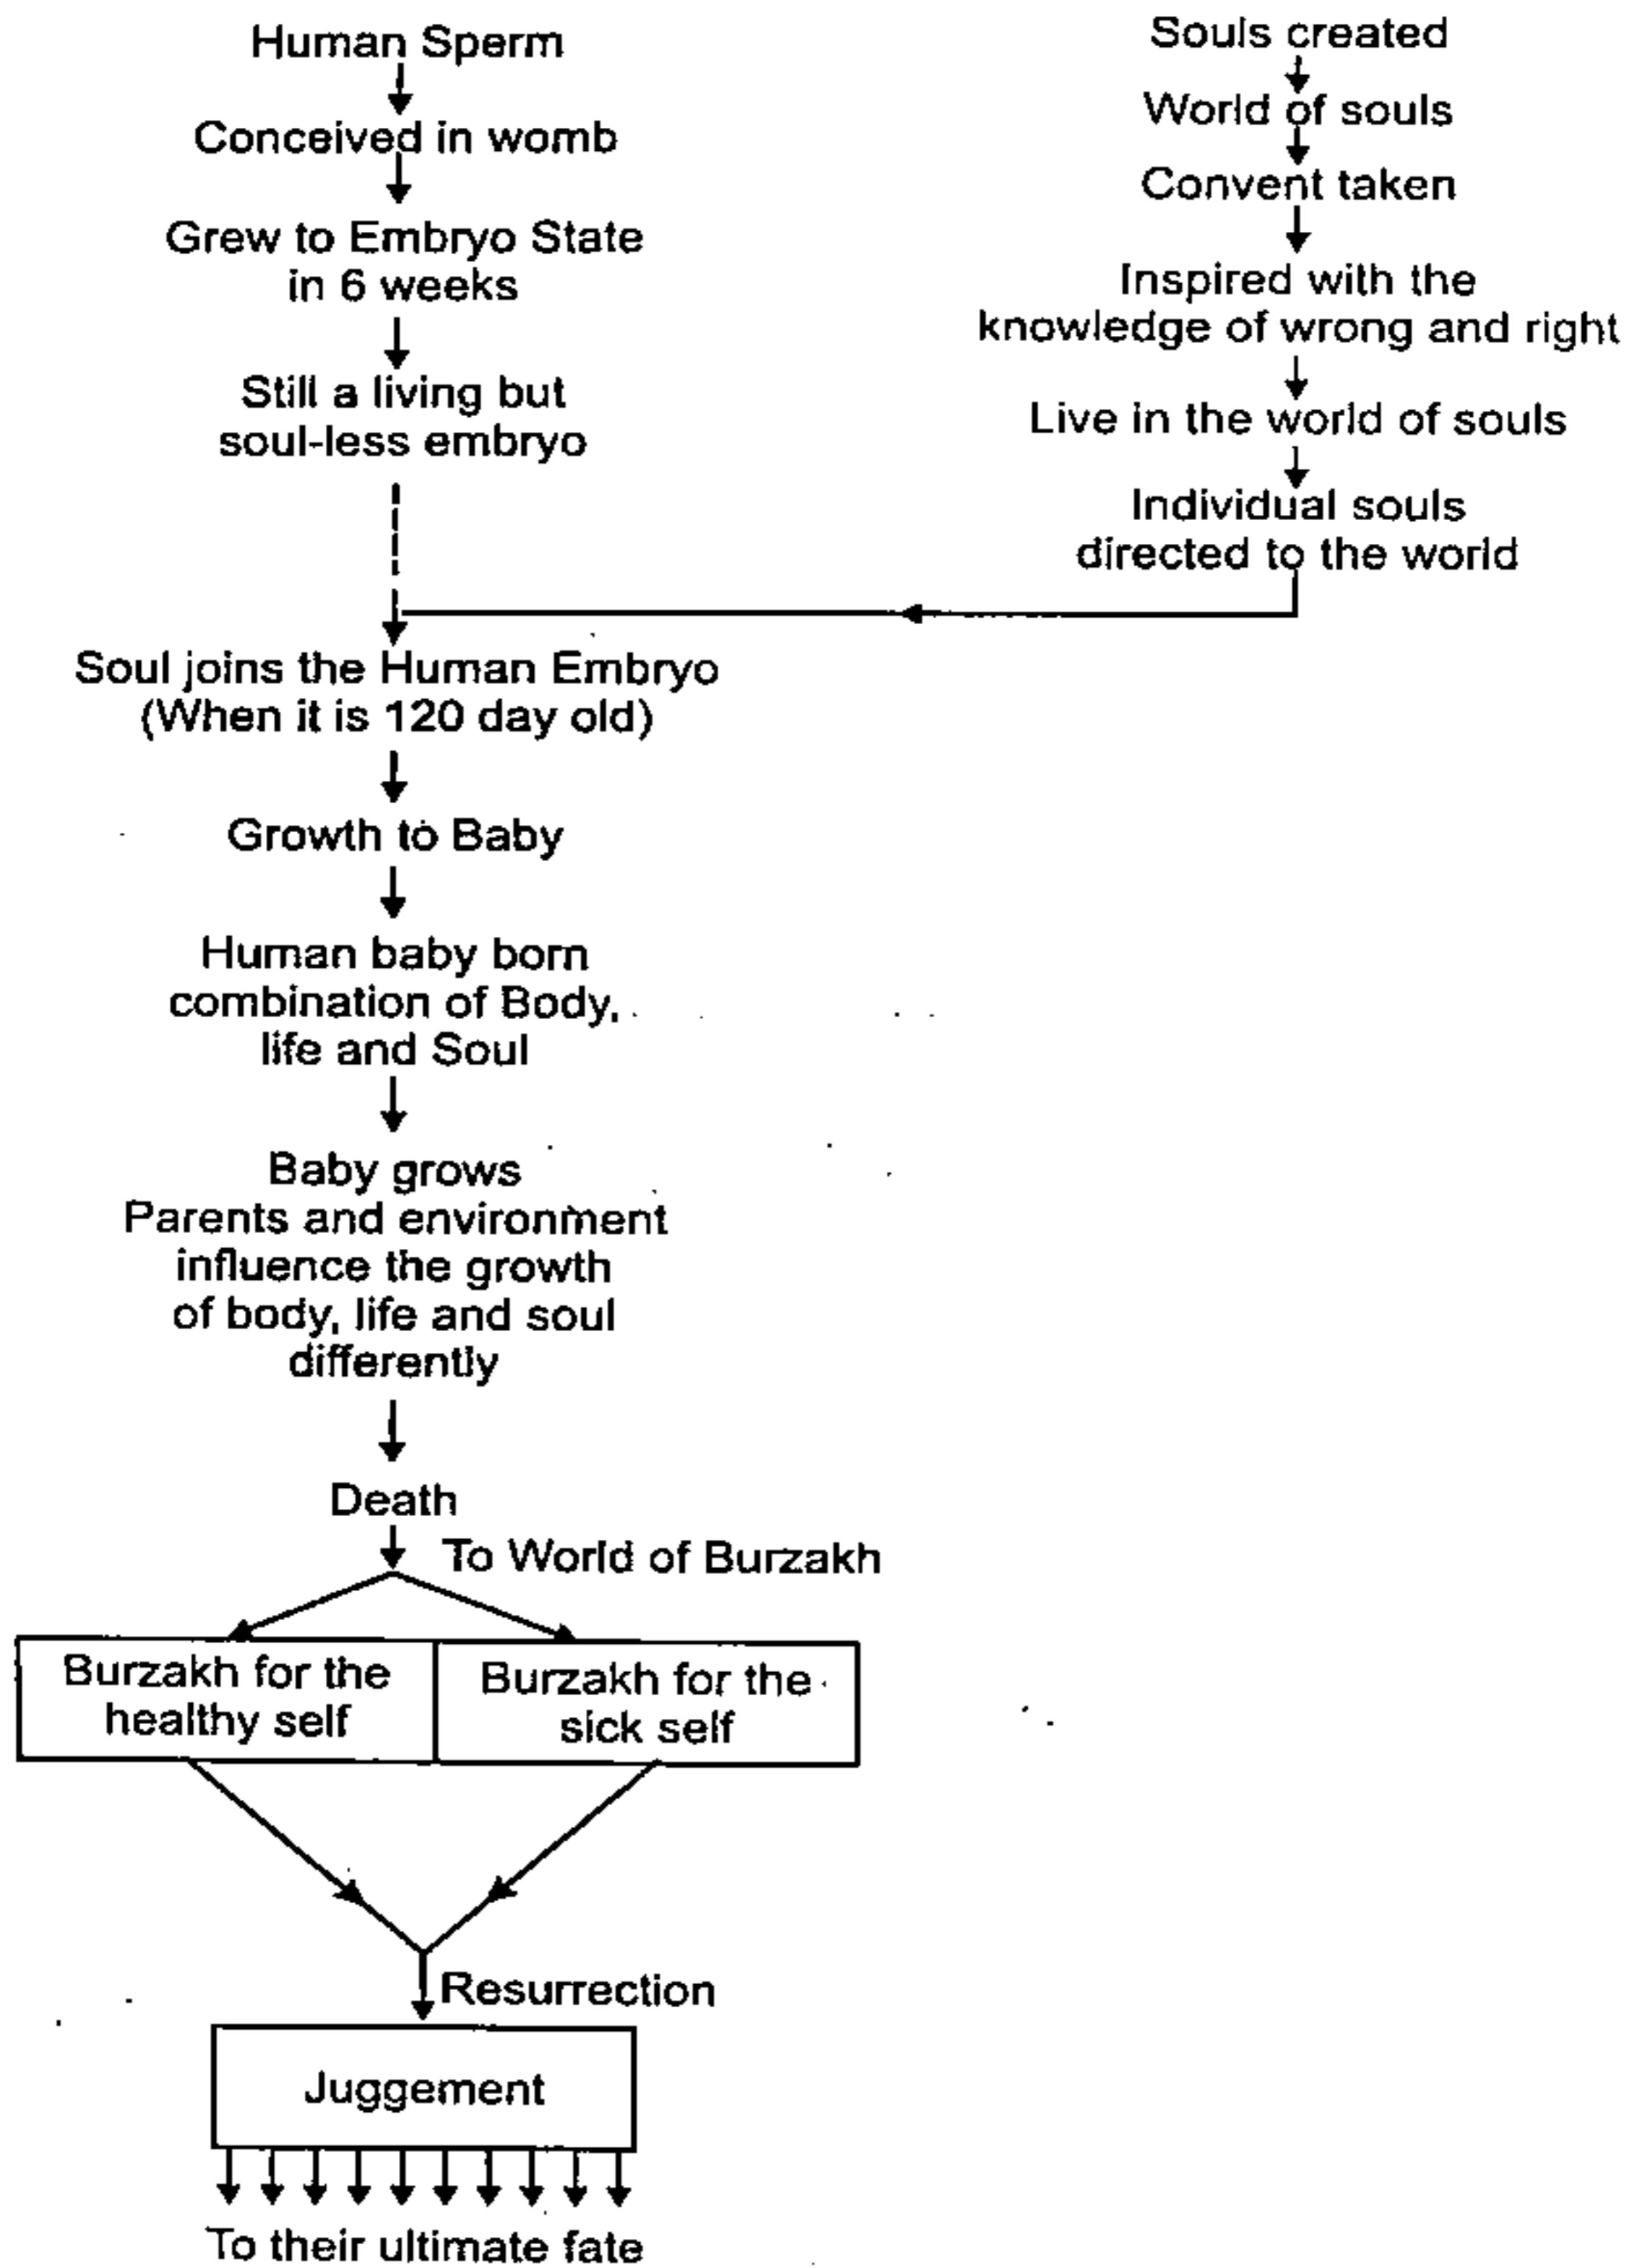 Human Sperm
Conceived in womb
Grew to Embryo State
in 6 weeks
Still a living but
soul-less embryo
Souls created
World of souls
Convent taken
Inspired with the
knowledge of wrong and right
Live in the world of souls
Individual souls
directed to the world
Soul joins the Human Embryo
(When it is 120 day old)
Growth to Baby
Human baby born
combination of Body,
life and Soul
Baby grows
Parents and environment
influence the growth
of body, life and soul
differently
Death
To World of Burzakh
Burzakh for the
healthy self
Burzakh for the
sick self
Resurrection
Juggement
To their ultimate fate